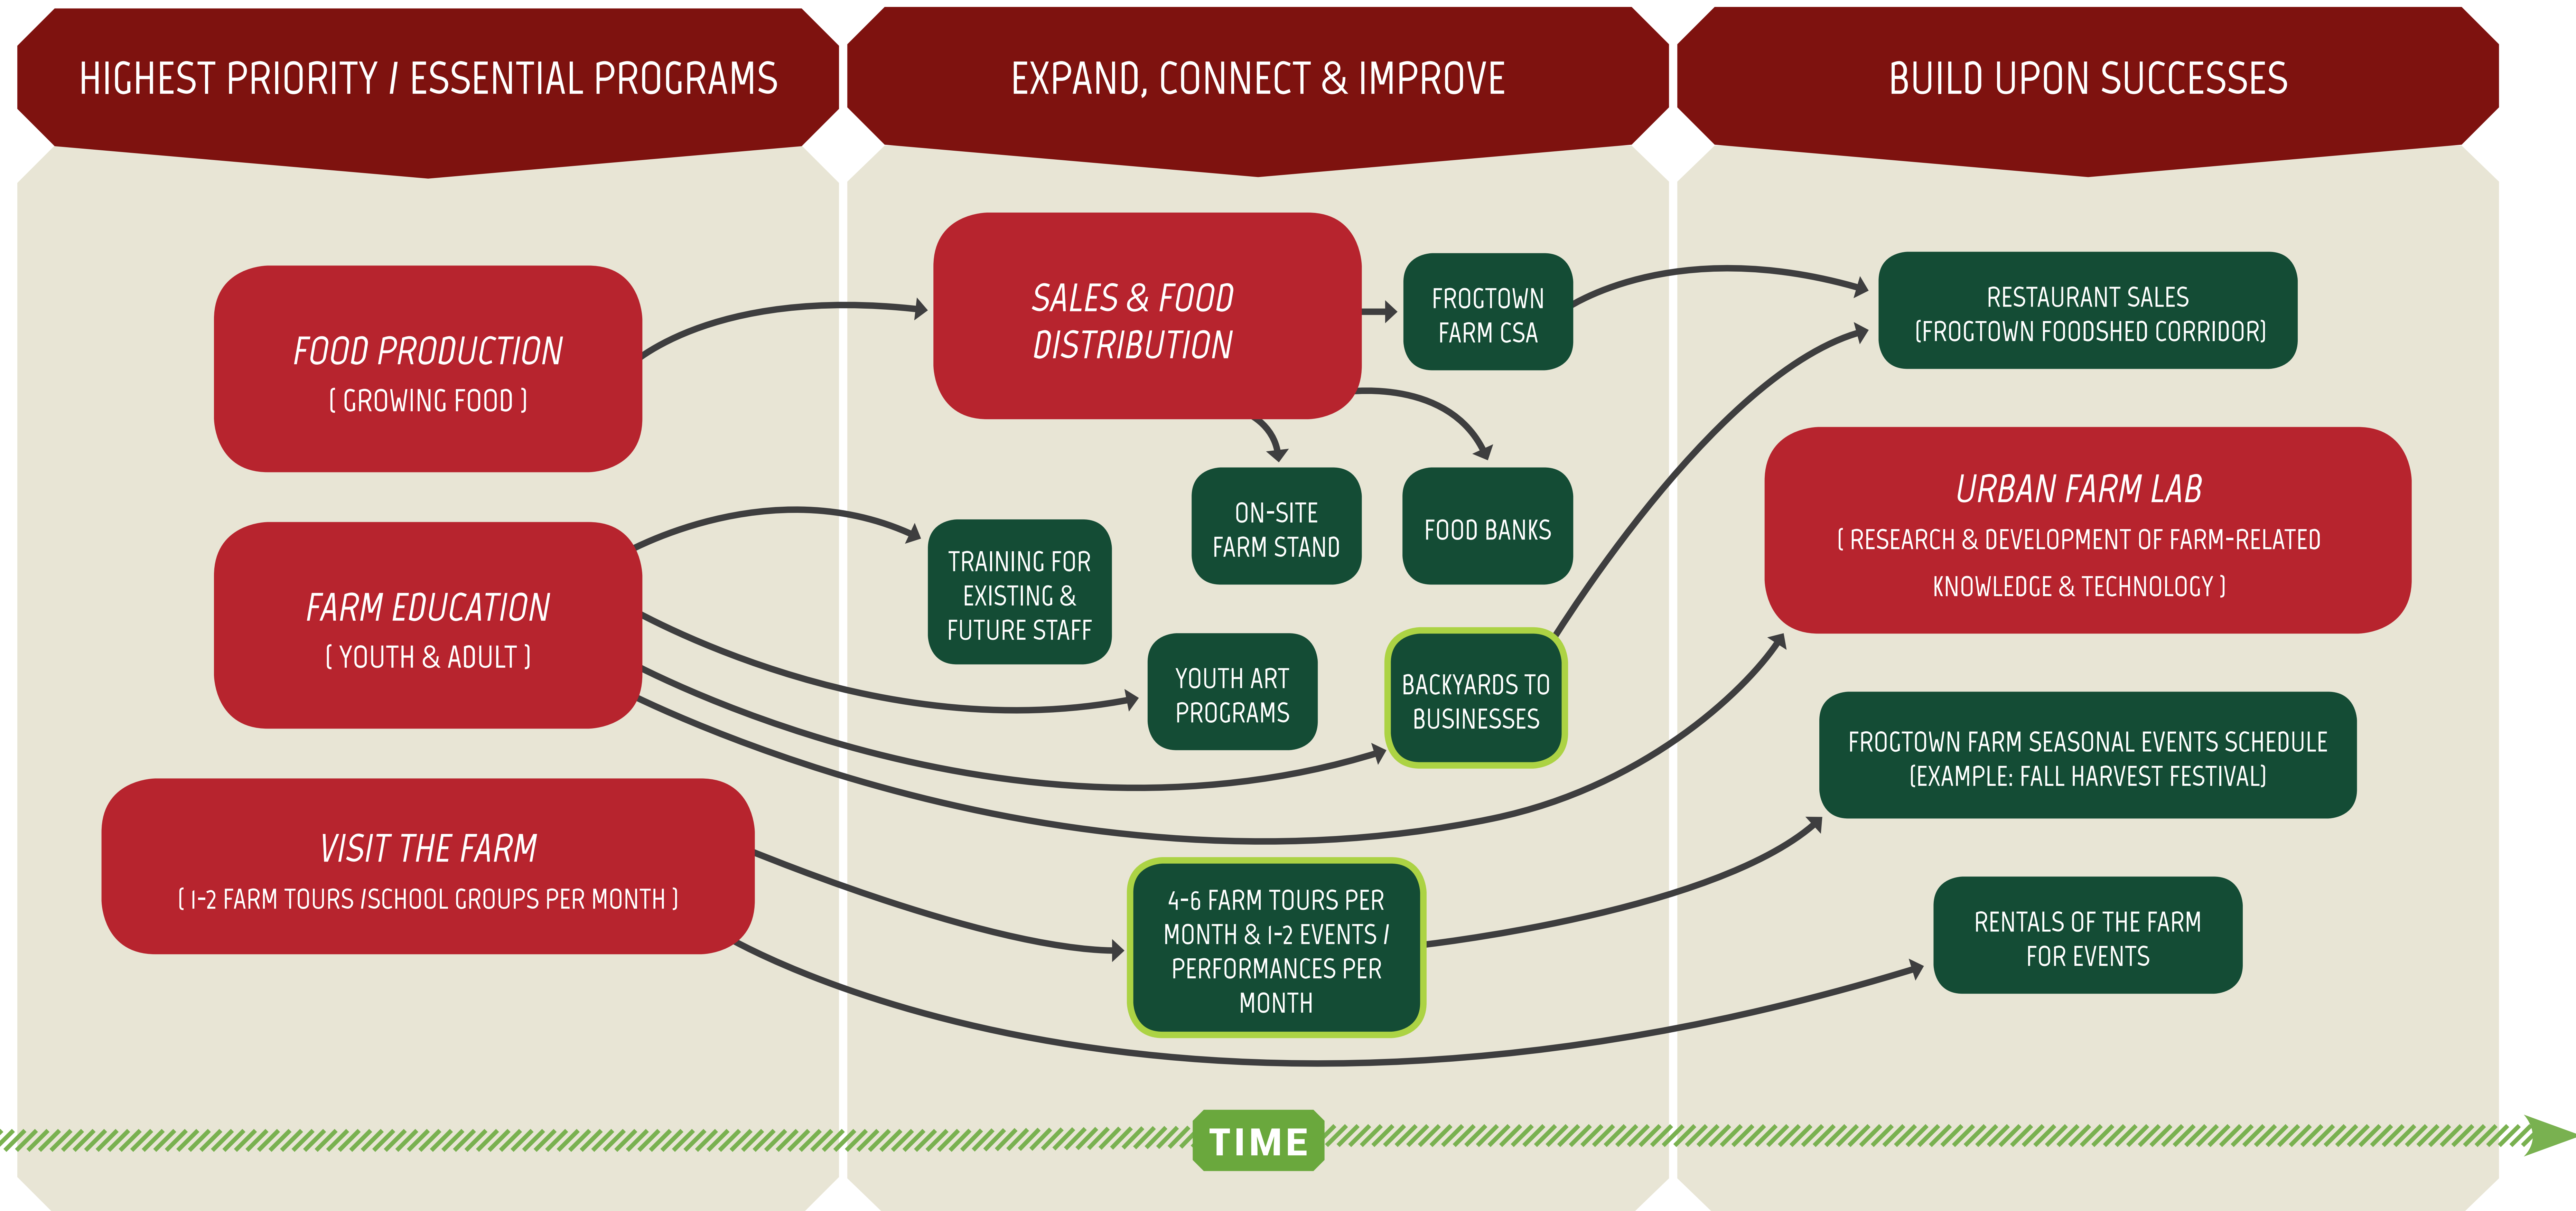 HIGHEST PRIORITY / ESSENTIAL PROGRAMS
EXPAND, CONNECT & IMPROVE
BUILD UPON SUCCESSES
FOOD PRODUCTION
( GROWING FOOD )
FARM EDUCATION
( YOUTH & ADULT )
VISIT THE FARM
( 1-2 FARM TOURS /SCHOOL GROUPS PER MONTH )
SALES & FOOD
DISTRIBUTION
FROGTOWN
FARM CSA
ON-SITE
FARM STAND
FOOD BANKS
TRAINING FOR
EXISTING &
FUTURE STAFF
YOUTH ART
PROGRAMS
BACKYARDS TO
BUSINESSES
4-6 FARM TOURS PER
MONTH & 1-2 EVENTS /
PERFORMANCES PER
MONTH
RESTAURANT SALES
(FROGTOWN FOODSHED CORRIDOR)
URBAN FARM LAB
( RESEARCH & DEVELOPMENT OF FARM-RELATED
KNOWLEDGE & TECHNOLOGY )
FROGTOWN FARM SEASONAL EVENTS SCHEDULE
(EXAMPLE: FALL HARVEST FESTIVAL)
RENTALS OF THE FARM
FOR EVENTS
TIME